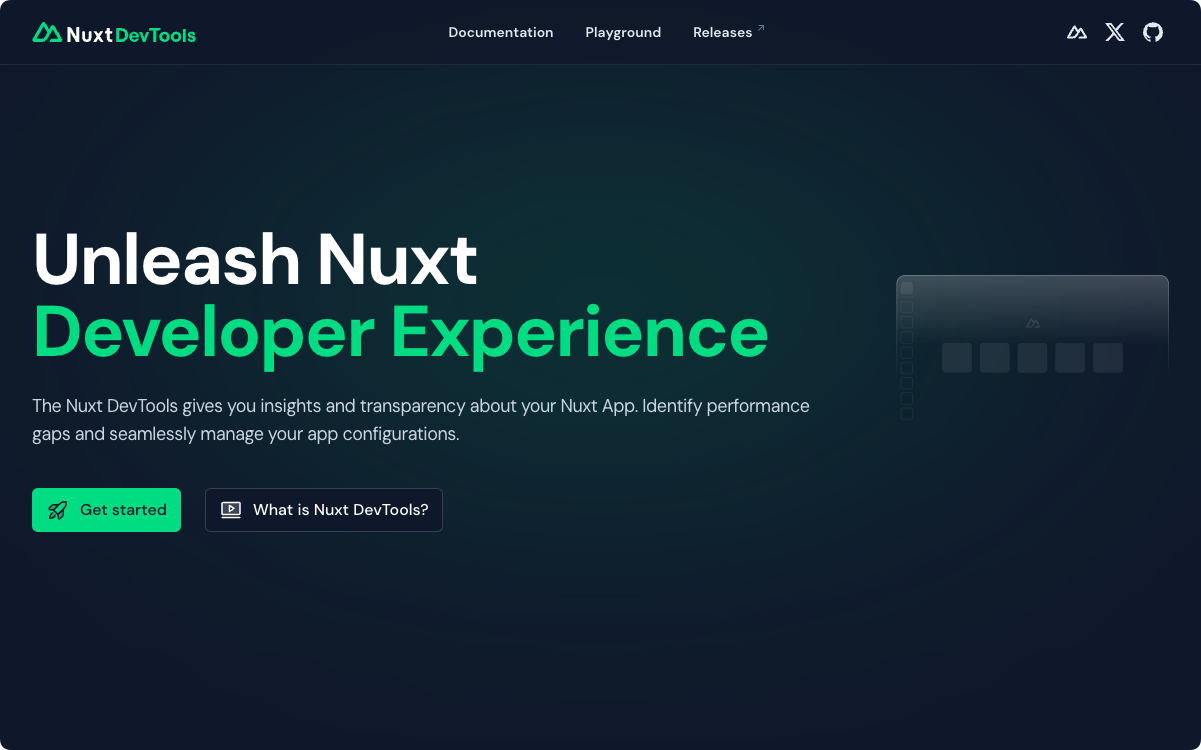 Nuxt DevTools
Documentation
Playground
Releases
Unleash Nuxt
Developer Experience
The Nuxt DevTools gives you insights and transparency about your Nuxt App. Identify performance
gaps and seamlessly manage your app configurations.
Get started
What is Nuxt DevTools?